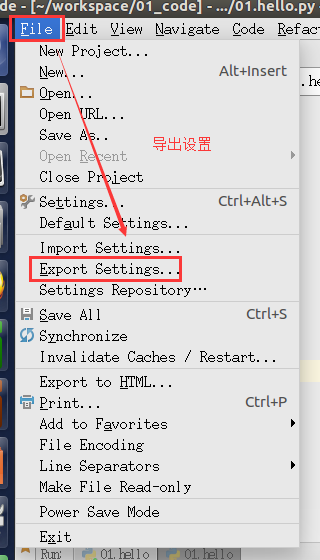 de - [~/workspace/01_code] - .../01.hello.py -
File Edit View Navigate Code Refact
New Project...
New... Alt+Insert
Open...
Open URL...
Save As..
导出设置
Open Recent
Close Project
Settings... Ctrl+Alt+S
Default Settings...
Import Settings...
Export Settings...
Settings Repository...
Save All Ctrl+S
Synchronize
Invalidate Caches / Restart...
Export to HTML...
Print... Ctrl+P
Add to Favorites
File Encoding
Line Separators
Make File Read-only
Power Save Mode
Exit
Run: 01.hello 01.hello